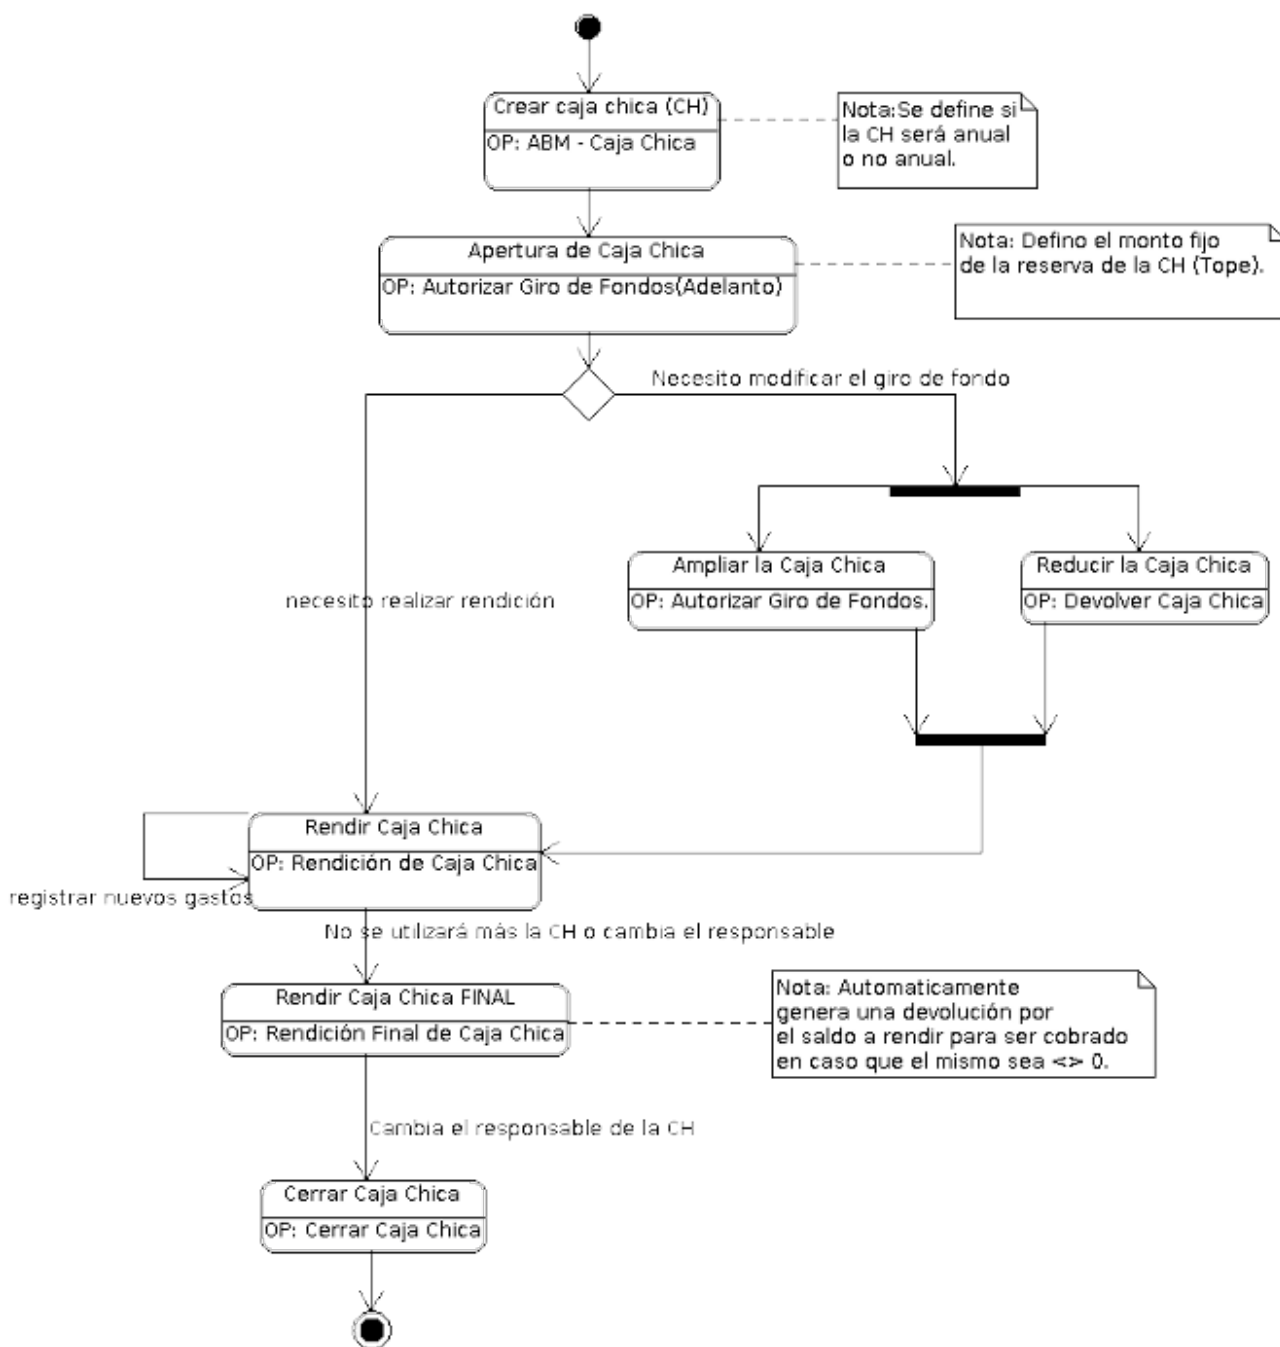 Crear caja chica (CH)
OP: ABM - Caja Chica
Nota:Se define si
la CH será anual
o no anual.
Apertura de Caja Chica
OP: Autorizar Giro de Fondos(Adelanto)
Nota: Defino el monto fijo
de la reserva de la CH (Tope).
Necesito modificar el giro de fondo
Ampliar la Caja Chica
OP: Autorizar Giro de Fondos.
Reducir la Caja Chica
OP: Devolver Caja Chica
necesito realizar rendición
Rendir Caja Chica
OP: Rendición de Caja Chica
registrar nuevos gastos
No se utilizará más la CH o cambia el responsable
Rendir Caja Chica FINAL
OP: Rendición Final de Caja Chica
Nota: Automaticamente
genera una devolución por
el saldo a rendir para ser cobrado
en caso que el mismo sea <> 0.
Cambia el responsable de la CH
Cerrar Caja Chica
OP: Cerrar Caja Chica